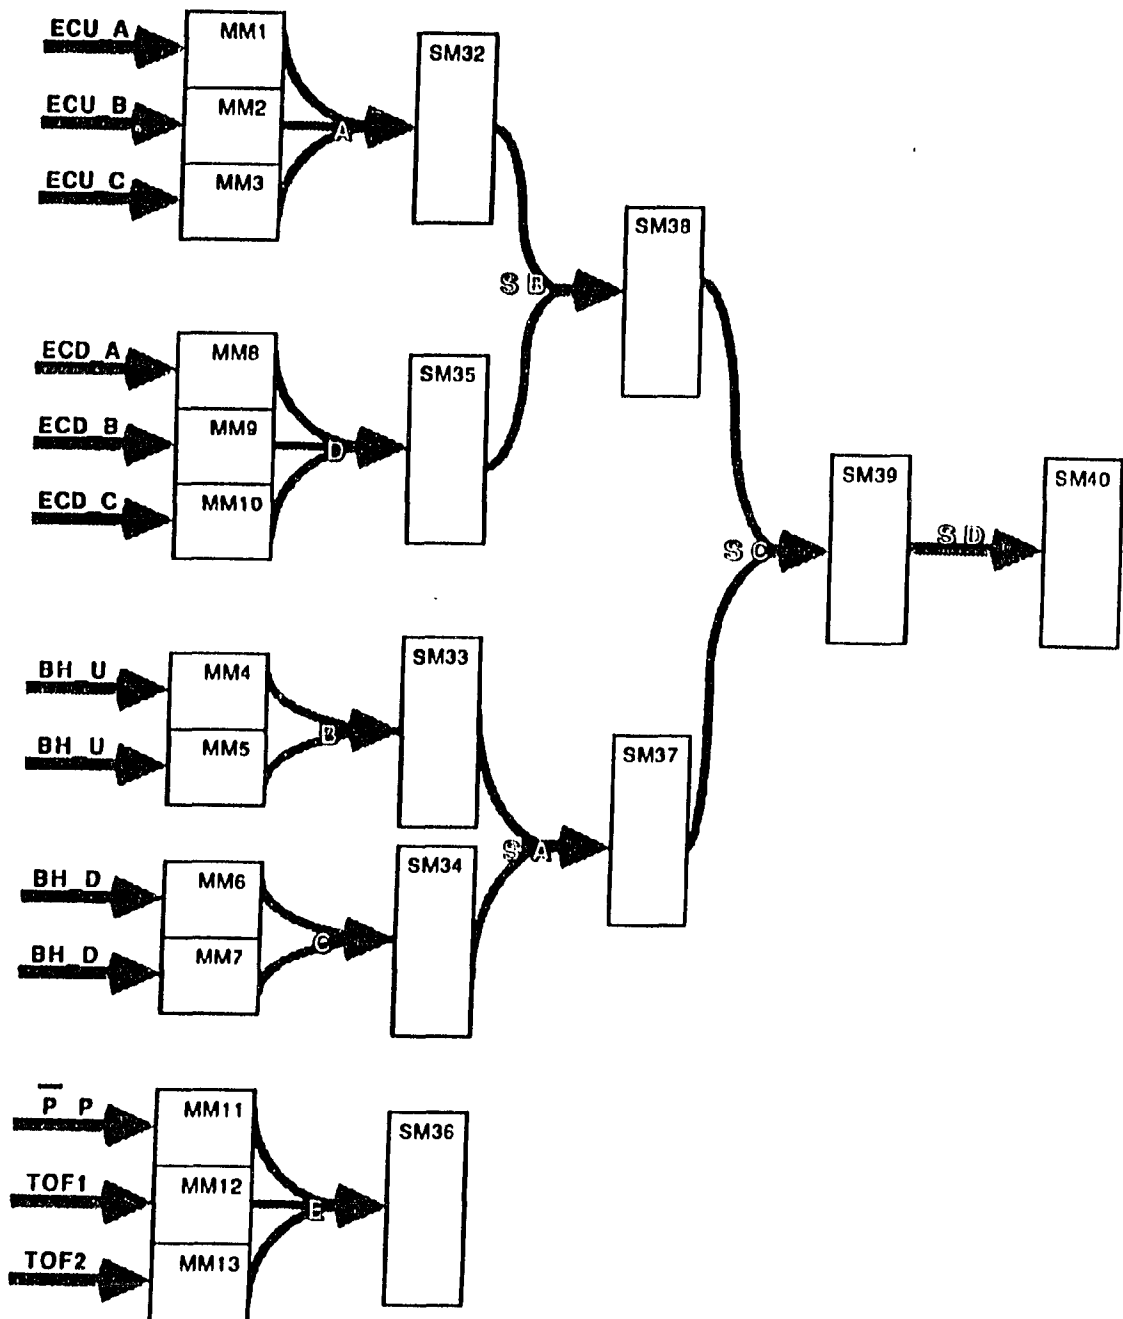 ECU A
MM1
SM32
ECU B
MM2
A
ECU C
MM3
SM38
S B
ECD A
MM8
SM35
ECD B
MM9
D
ECD C
MM10
SM39
SM40
S C
S D
BH U
MM4
SM33
B
BH U
MM5
SM37
BH D
MM6
SM34
S A
C
BH D
MM7
P̅ P
MM11
SM36
TOF1
MM12
E
TOF2
MM13